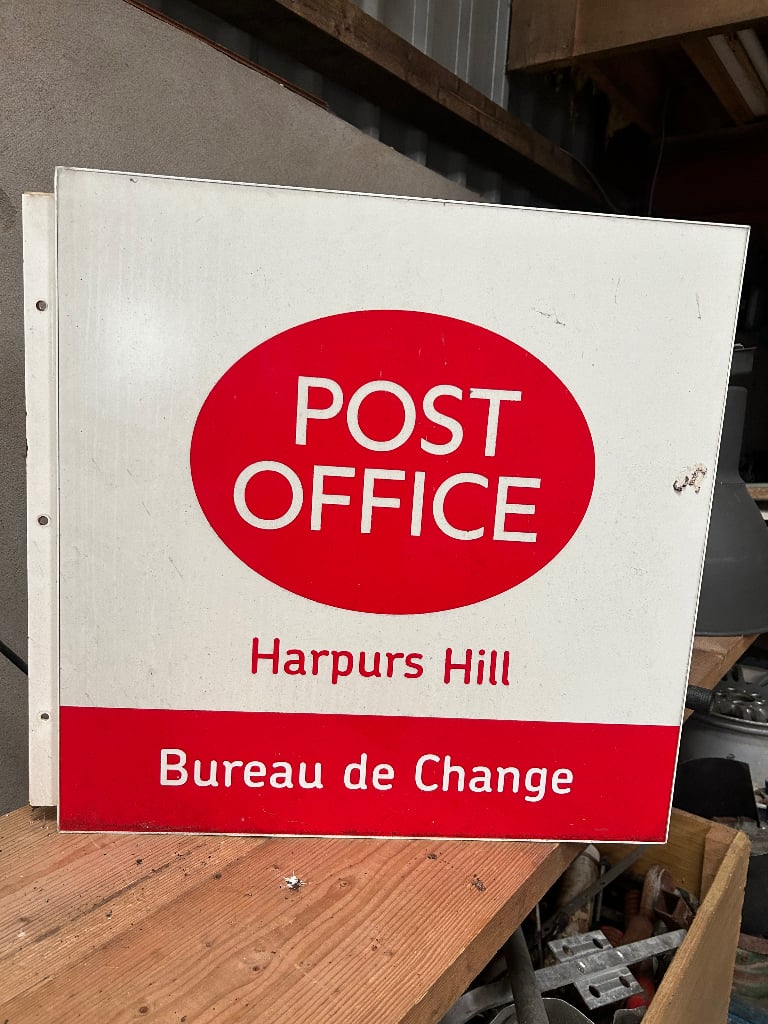 POST
OFFICE
Harpurs Hill
Bureau de Change